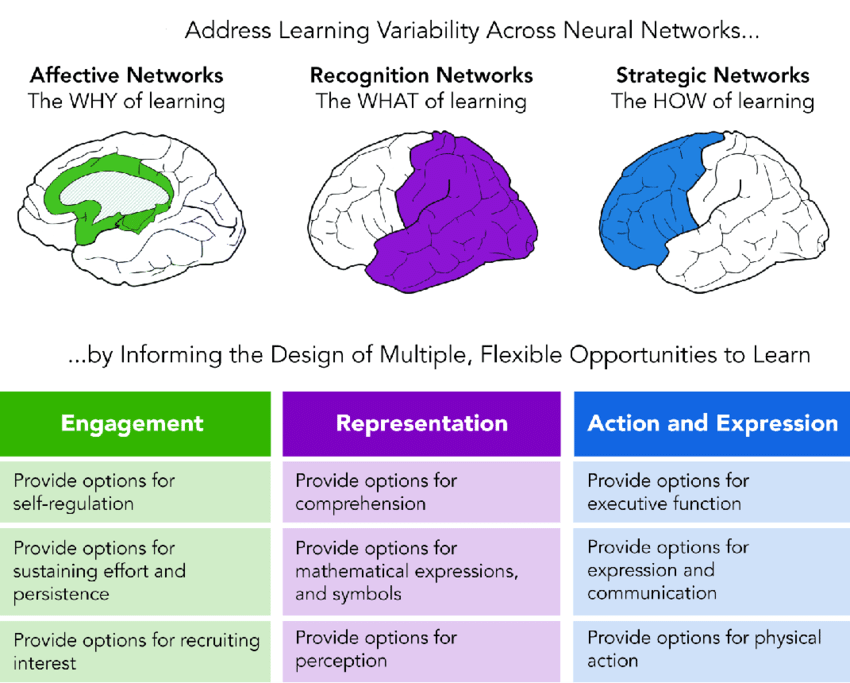 Address Learning Variability Across Neural Networks...
Affective Networks
The WHY of learning
Recognition Networks
The WHAT of learning
Strategic Networks
The HOW of learning
...by Informing the Design of Multiple, Flexible Opportunities to Learn
Engagement
Representation
Action and Expression
Provide options for
self-regulation
Provide options for
comprehension
Provide options for
executive function
Provide options for
sustaining effort and
persistence
Provide options for
mathematical expressions,
and symbols
Provide options for
expression and
communication
Provide options for recruiting
interest
Provide options for
perception
Provide options for physical
action